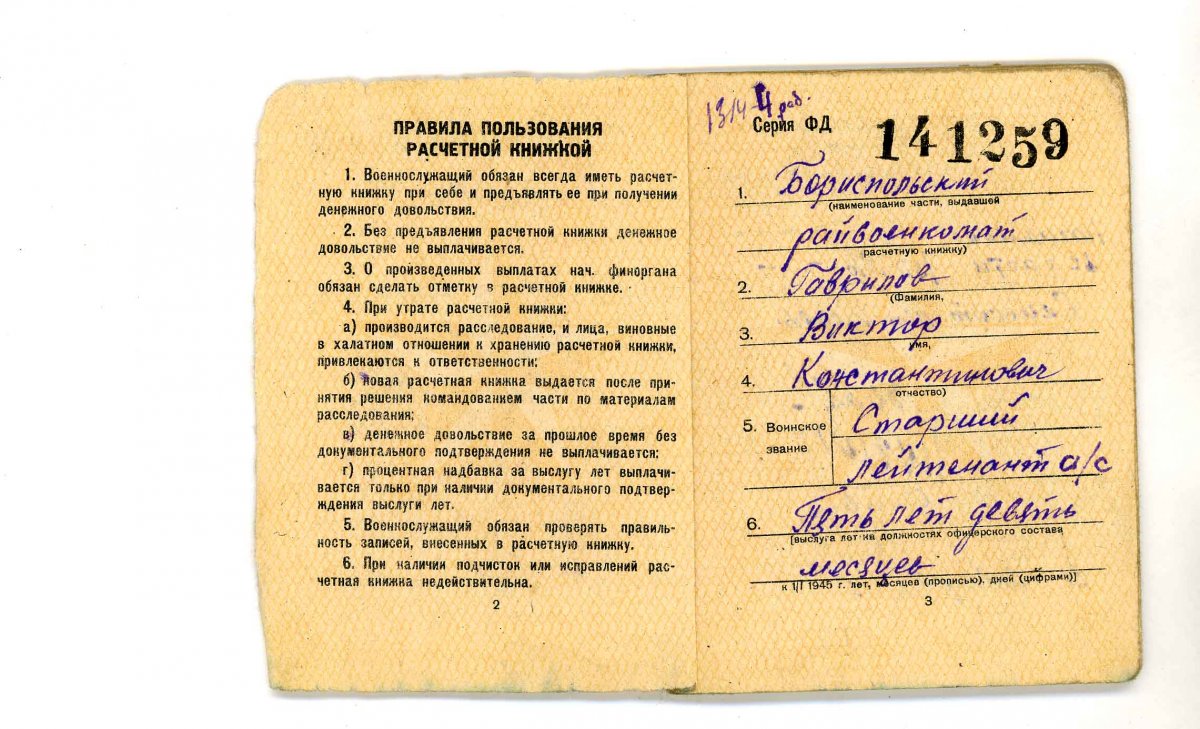 ПРАВИЛА ПОЛЬЗОВАНИЯ
РАСЧЕТНОЙ КНИЖКОЙ
1. Военнослужащий обязан всегда иметь расчет-
ную книжку при себе и предъявлять ее при получении
денежного довольствия.
2. Без предъявления расчетной книжки денежное
довольствие не выплачивается.
3. О произведенных выплатах нач. финоргана
обязан сделать отметку в расчетной книжке.
4. При утрате расчетной книжки:
а) производится расследование, и лица, виновные
в халатном отношении к хранению расчетной книжки,
привлекаются к ответственности;
б) новая расчетная книжка выдается после при-
нятия решения командованием части по материалам
расследования;
в) денежное довольствие за прошлое время без
документального подтверждения не выплачивается;
г) процентная надбавка за выслугу лет выплачи-
вается только при наличии документального подтвер-
ждения выслуги лет.
5. Военнослужащий обязан проверять правиль-
ность записей, внесенных в расчетную книжку.
6. При наличии подчисток или исправлений рас-
четная книжка недействительна.
2
1314-4 раб.
Серия ФД 141259
1. Бориспольский
(наименование части, выдавшей
райвоенкомат
расчетную книжку)
2. Гаврилов
(Фамилия,
3. Виктор
имя,
4. Константинович
отчество)
5. Воинское звание Старший
лейтенант а/с
6. Пять лет девять
[выслуга лет на должностях офицерского состава
месяцев
к 1/I 1945 г. лет, месяцев (прописью), дней (цифрами)]
3